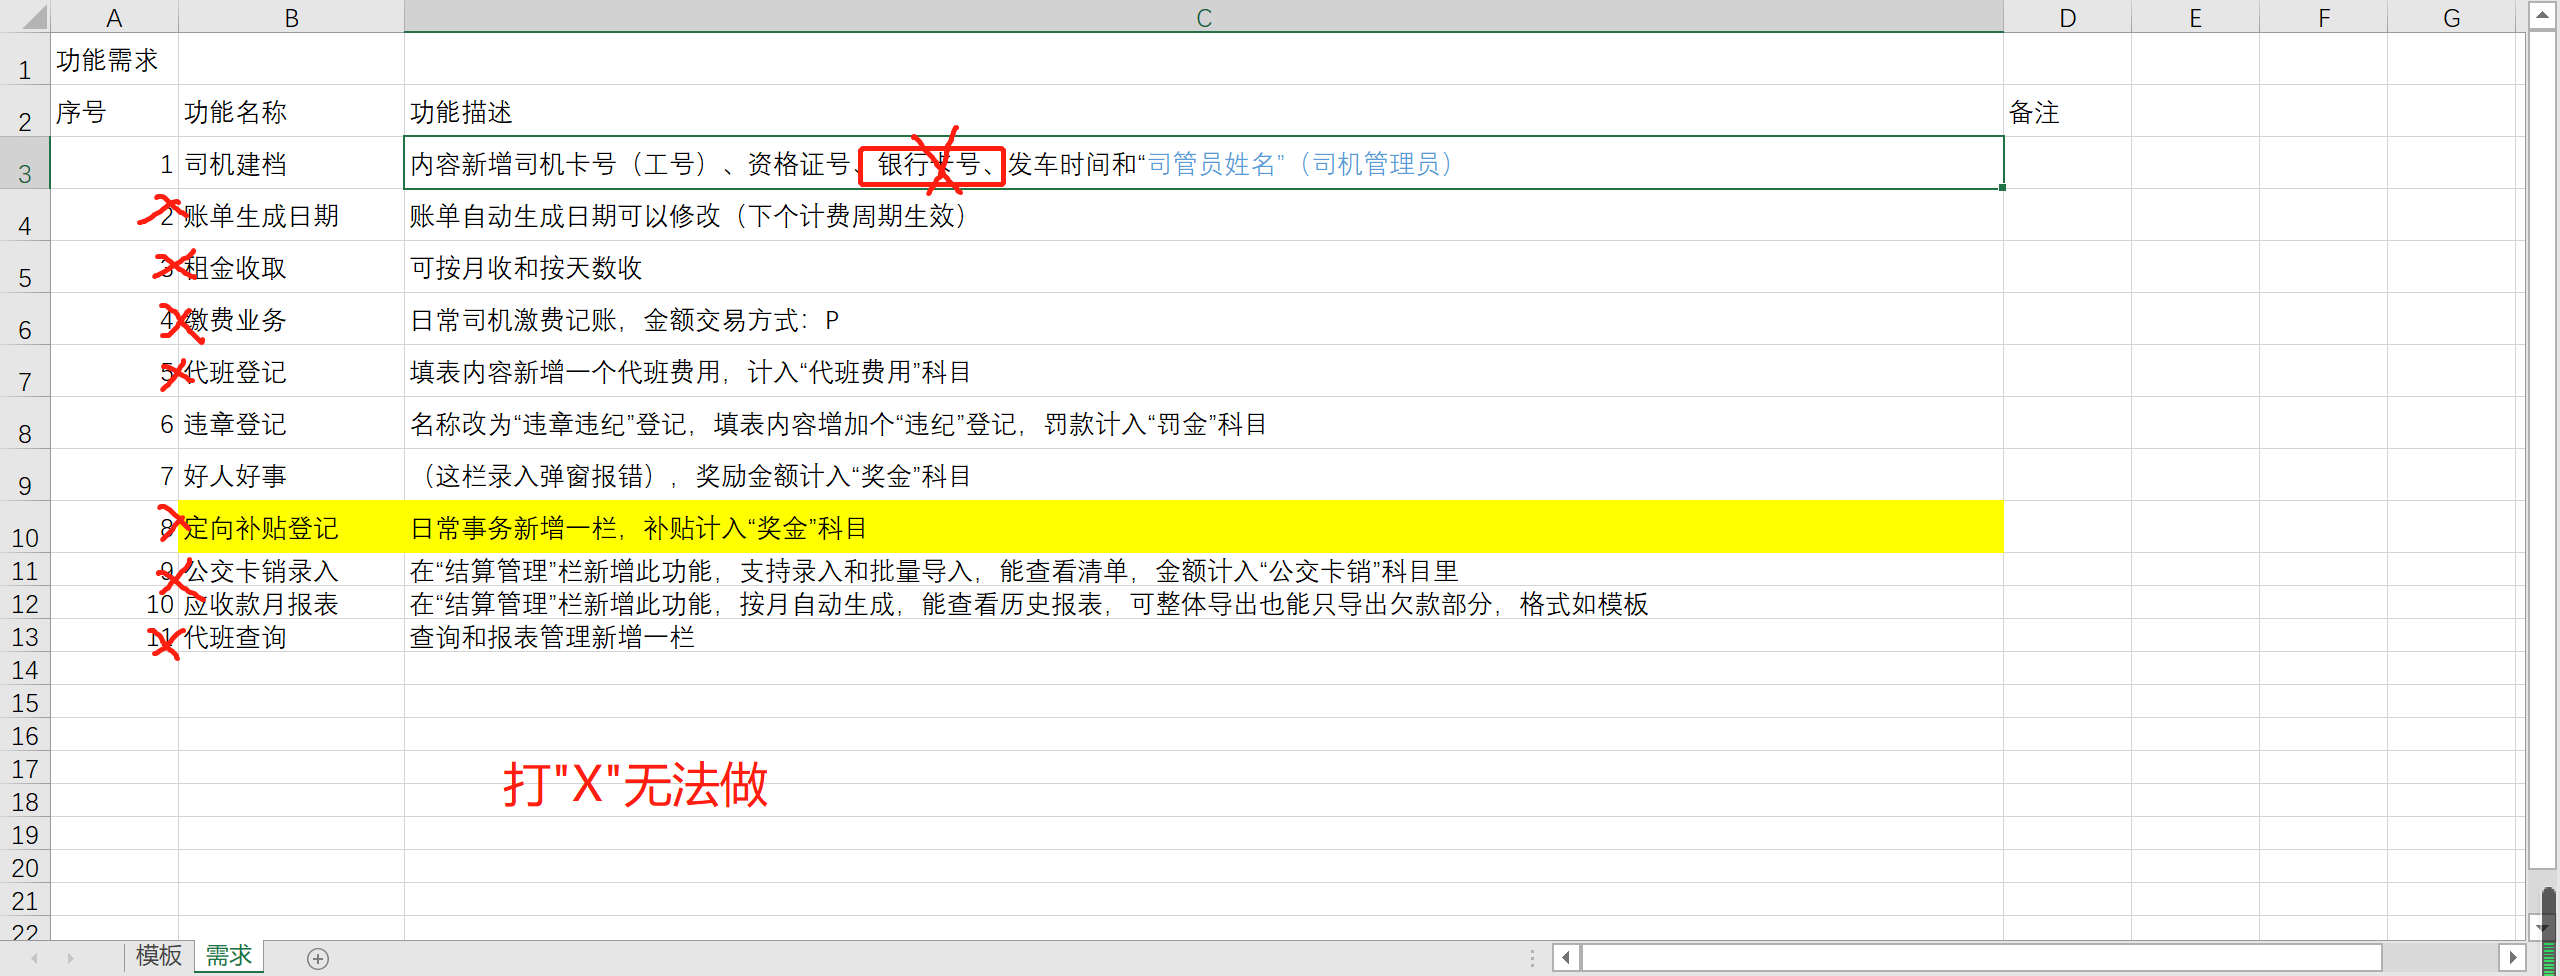 A B C D E F G
1 功能需求
2 序号 功能名称 功能描述 备注
3 1 司机建档 内容新增司机卡号（工号）、资格证号、银行卡号、发车时间和“司管员姓名”（司机管理员）
4 2 账单生成日期 账单自动生成日期可以修改（下个计费周期生效）
5 3 租金收取 可按月收和按天数收
6 4 缴费业务 日常司机激费记账，金额交易方式：P
7 5 代班登记 填表内容新增一个代班费用，计入“代班费用”科目
8 6 违章登记 名称改为“违章违纪”登记，填表内容增加个“违纪”登记，罚款计入“罚金”科目
9 7 好人好事 （这栏录入弹窗报错），奖励金额计入“奖金”科目
10 8 定向补贴登记 日常事务新增一栏，补贴计入“奖金”科目
11 9 公交卡销录入 在“结算管理”栏新增此功能，支持录入和批量导入，能查看清单，金额计入“公交卡销”科目里
12 10 应收款月报表 在“结算管理”栏新增此功能，按月自动生成，能查看历史报表，可整体导出也能只导出欠款部分，格式如模板
13 11 代班查询 查询和报表管理新增一栏
14
15
16
17
打"X"无法做
18
19
20
21
22
模板 需求